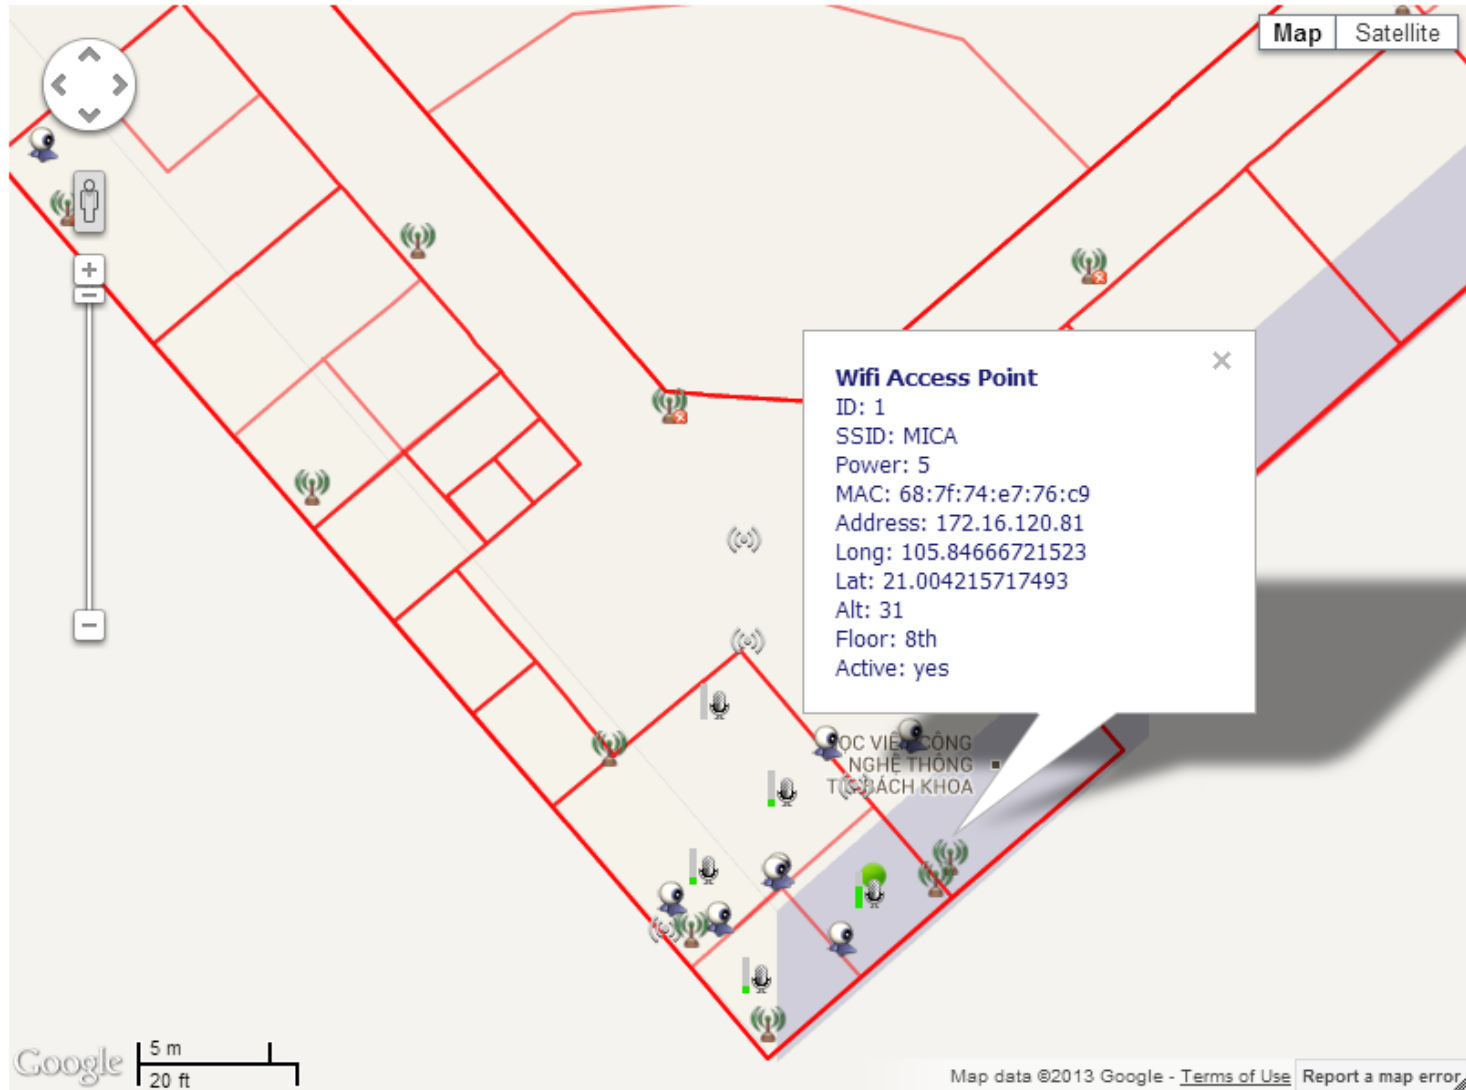 Map Satellite
Wifi Access Point
ID: 1
SSID: MICA
Power: 5
MAC: 68:7f:74:e7:76:c9
Address: 172.16.120.81
Long: 105.84666721523
Lat: 21.004215717493
Alt: 31
Floor: 8th
Active: yes
CÔNG
NGHỆ THÔNG
BÁCH KHOA
Google
5 m
20 ft
Map data ©2013 Google - Terms of Use Report a map error